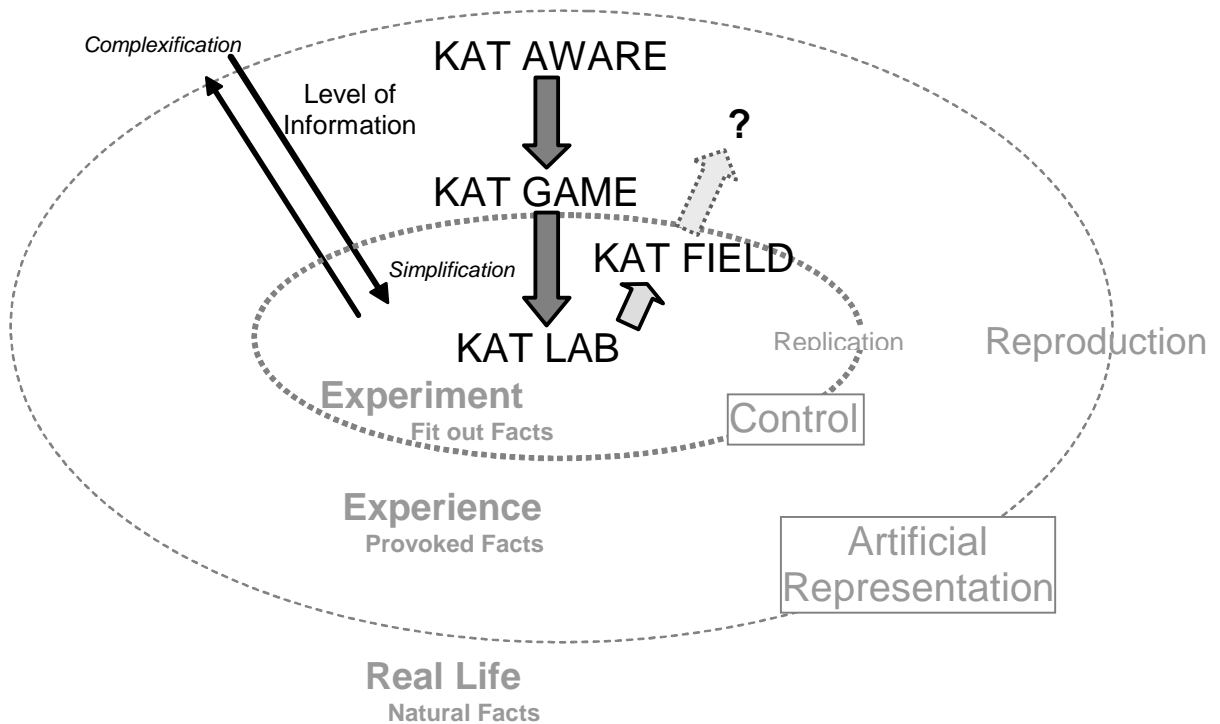 Complexification
KAT AWARE
Level of
Information
?
KAT GAME
Simplification
KAT FIELD
KAT LAB
Replication
Reproduction
Experiment
Fit out Facts
Control
Experience
Provoked Facts
Artificial
Representation
Real Life
Natural Facts